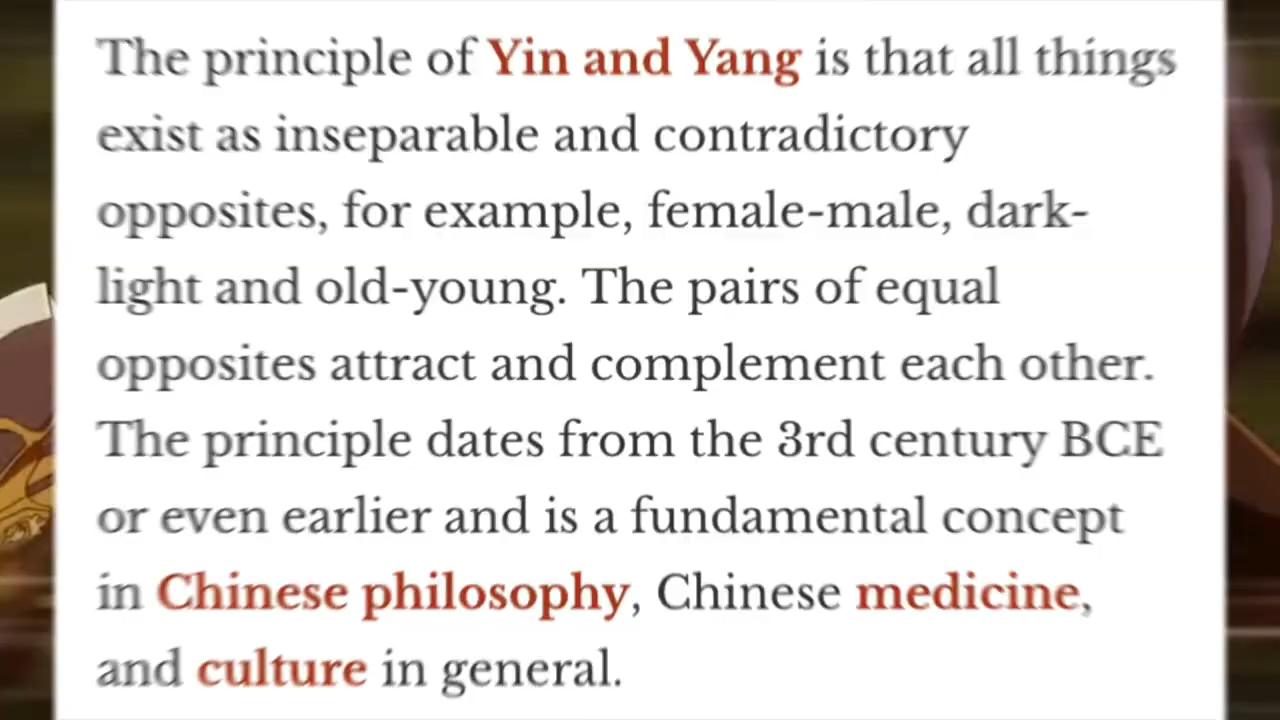 The principle of Yin and Yang is that all things
exist as inseparable and contradictory
opposites, for example, female-male, dark-
light and old-young. The pairs of equal
opposites attract and complement each other.
The principle dates from the 3rd century BCE
or even earlier and is a fundamental concept
in Chinese philosophy, Chinese medicine,
and culture in general.